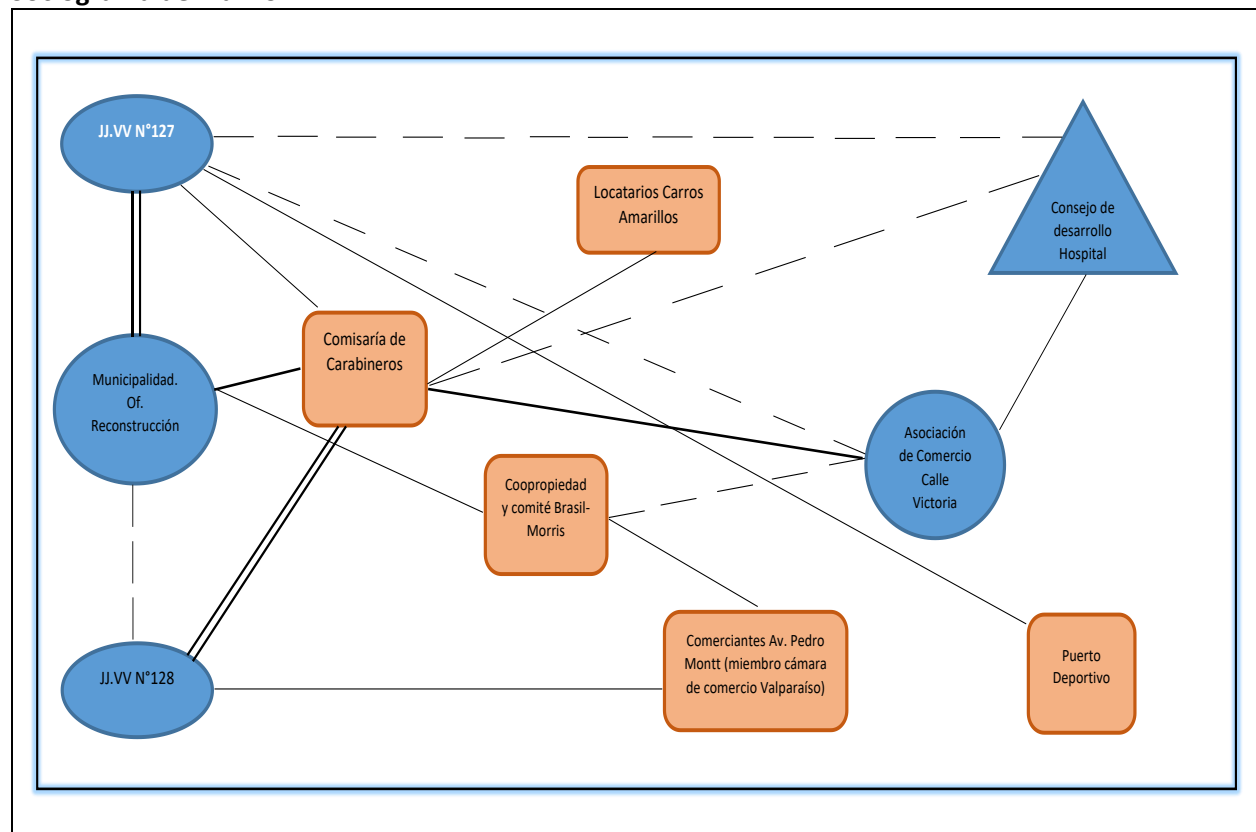 JJ.VV N°127
Locatarios Carros
Amarillos
Consejo de
desarrollo
Hospital
Comisaría de
Carabineros
Municipalidad.
Of.
Reconstrucción
Asociación
de Comercio
Calle
Victoria
Coopropiedad
y comité Brasil-
Morris
Comerciantes Av. Pedro
Montt (miembro cámara
de comercio Valparaíso)
Puerto
Deportivo
JJ.VV N°128